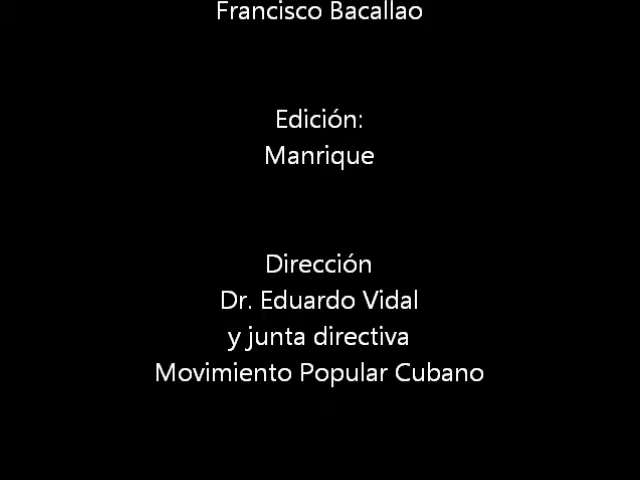 Francisco Bacallao
Edición:
Manrique
Dirección
Dr. Eduardo Vidal
y junta directiva
Movimiento Popular Cubano